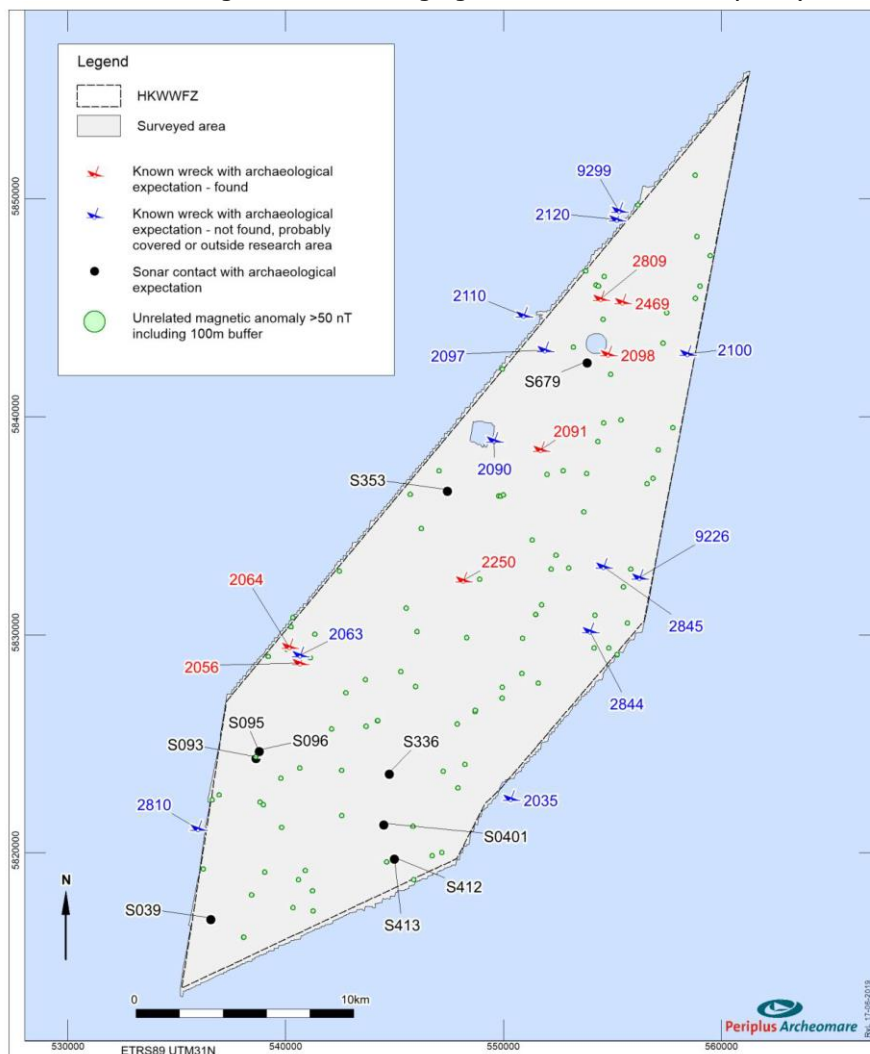 Legend
HKWWFZ
Surveyed area
Known wreck with archaeological
expectation - found
Known wreck with archaeological
expectation - not found, probably
covered or outside research area
Sonar contact with archaeological
expectation
Unrelated magnetic anomaly >50 nT
including 100m buffer
9299
2120
2809
2110
2469
2097
2098
2100
S679
2091
2090
S353
9226
2250
2064
2063
2845
2056
S095
2844
S093
S096
S336
2810
2035
S0401
S412
S039
S413
N
0
10km
5850000
5840000
5830000
5820000
530000
540000
550000
560000
ETRS89 UTM31N
Periplus Archeomare